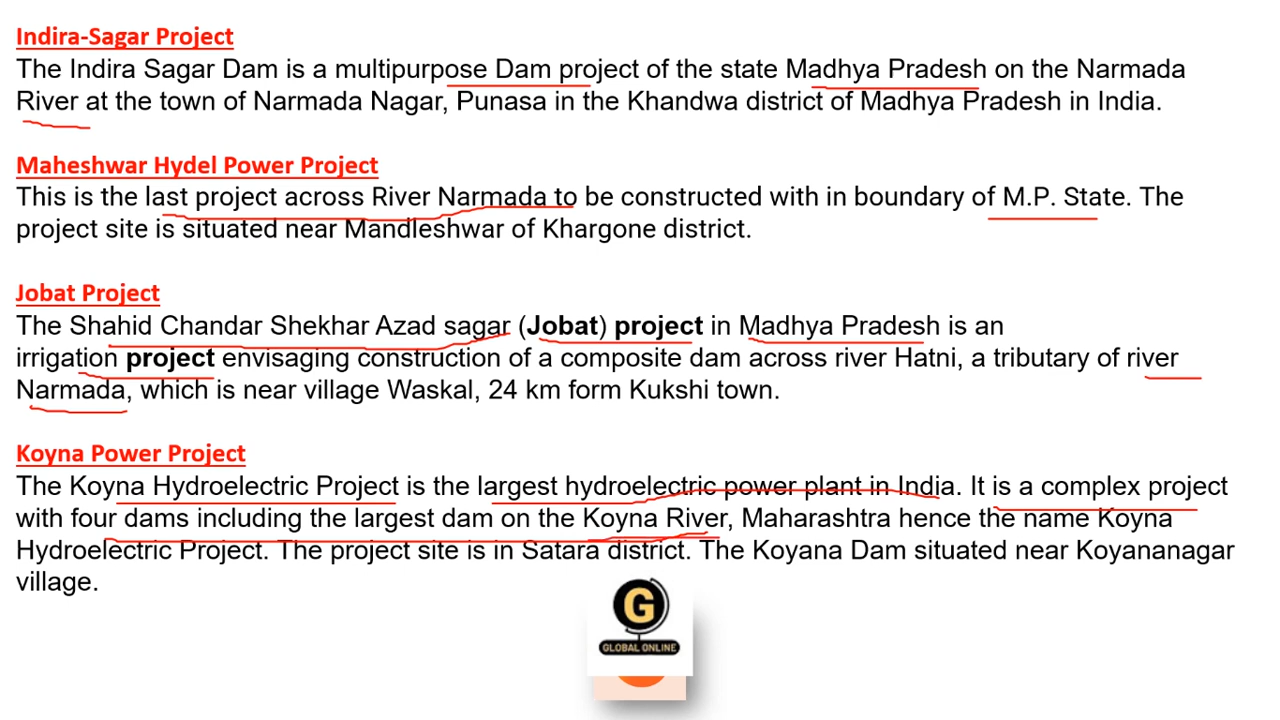 Indira-Sagar Project
The Indira Sagar Dam is a multipurpose Dam project of the state Madhya Pradesh on the Narmada
River at the town of Narmada Nagar, Punasa in the Khandwa district of Madhya Pradesh in India.
Maheshwar Hydel Power Project
This is the last project across River Narmada to be constructed with in boundary of M.P. State. The
project site is situated near Mandleshwar of Khargone district.
Jobat Project
The Shahid Chandar Shekhar Azad sagar (Jobat) project in Madhya Pradesh is an
irrigation project envisaging construction of a composite dam across river Hatni, a tributary of river
Narmada, which is near village Waskal, 24 km form Kukshi town.
Koyna Power Project
The Koyna Hydroelectric Project is the largest hydroelectric power plant in India. It is a complex project
with four dams including the largest dam on the Koyna River, Maharashtra hence the name Koyna
Hydroelectric Project. The project site is in Satara district. The Koyana Dam situated near Koyananagar
village.
G
GLOBAL ONLINE